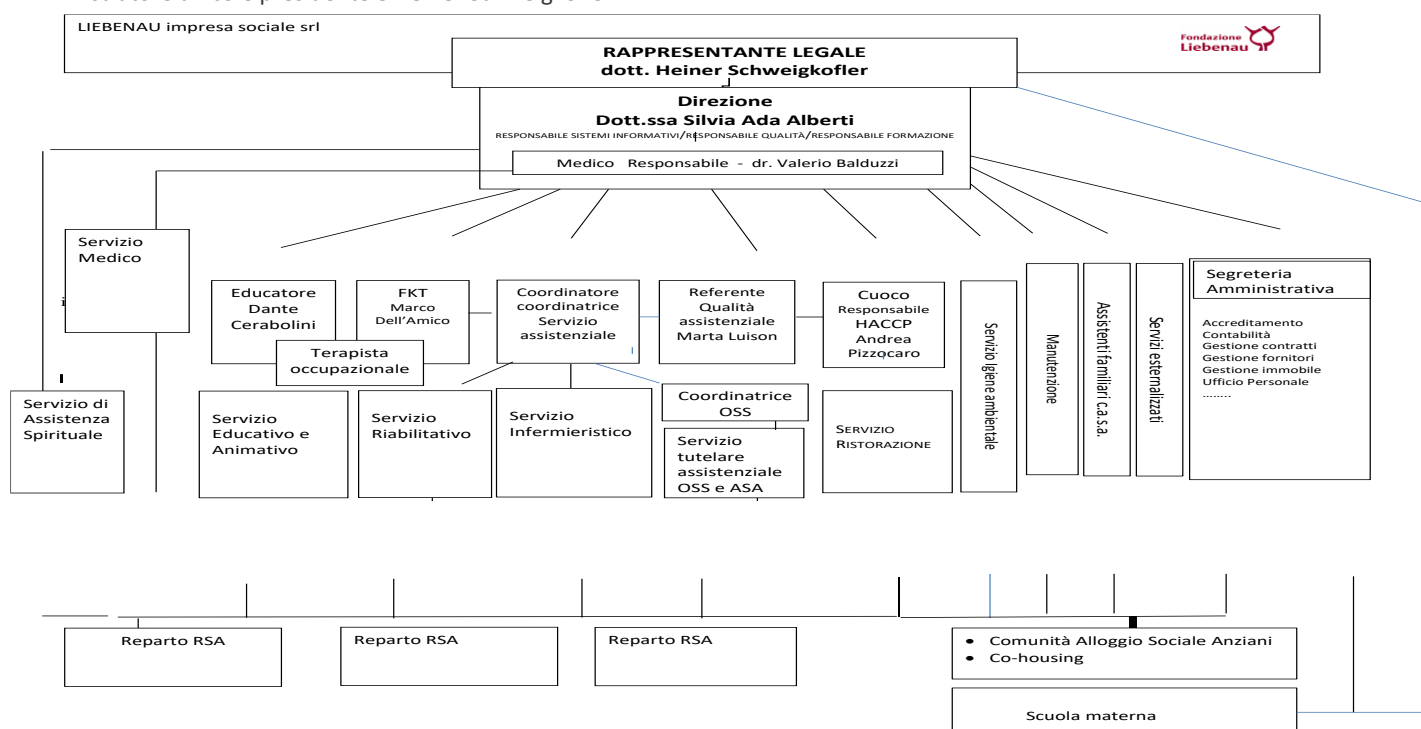 LIEBENAU impresa sociale srl
Fondazione
Liebenau
RAPPRESENTANTE LEGALE
dott. Heiner Schweigkofler
Direzione
Dott.ssa Silvia Ada Alberti
RESPONSABILE SISTEMI INFORMATIVI/RESPONSABILE QUALITÀ/RESPONSABILE FORMAZIONE
Medico Responsabile - dr. Valerio Balduzzi
Servizio
Medico
Educatore
Dante
Cerabolini
FKT
Marco
Dell'Amico
Terapista
occupazionale
Coordinatore
coordinatrice
Servizio
assistenziale
Referente
Qualità
assistenziale
Marta Luison
Cuoco
Responsabile
HACCP
Andrea
Pizzocaro
Servizio Igiene ambientale
Manutenzione
Assistenti familiari c.a.s.a.
Servizi esternalizzati
Segreteria
Amministrativa
Accreditamento
Contabilità
Gestione contratti
Gestione fornitori
Gestione immobile
Ufficio Personale
........
Servizio di
Assistenza
Spirituale
Servizio
Educativo e
Animativo
Servizio
Riabilitativo
Servizio
Infermieristico
Coordinatrice
OSS
Servizio
tutelare
assistenziale
OSS e ASA
SERVIZIO
RISTORAZIONE
Reparto RSA
Reparto RSA
Reparto RSA
• Comunità Alloggio Sociale Anziani
• Co-housing
Scuola materna